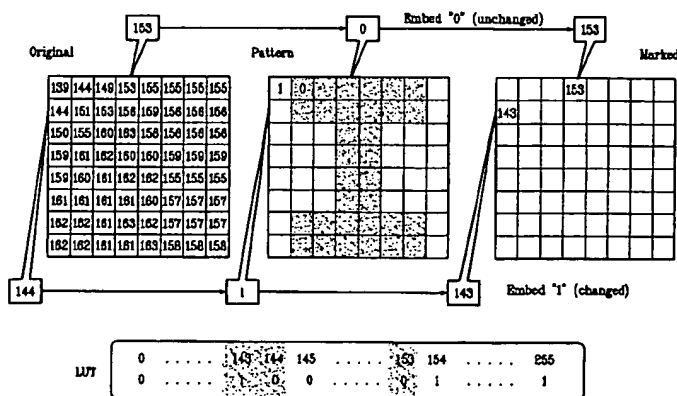 153 0 Embed "0" (unchanged) 153
Original Pattern Marked
139 144 149 153 155 155 155 155 1 0 153
144 151 153 156 159 156 156 156 143
150 155 160 163 158 156 156 156
159 161 162 160 160 159 159 159
159 160 161 162 162 155 155 155
161 161 161 161 160 157 157 157
162 162 161 163 162 157 157 157
162 162 161 161 163 158 158 158
144 1 143 Embed "1" (changed)
0 ..... 143 144 145 ..... 153 154 ..... 255
LUT
0 ..... 1 0 0 ..... 0 1 ..... 1